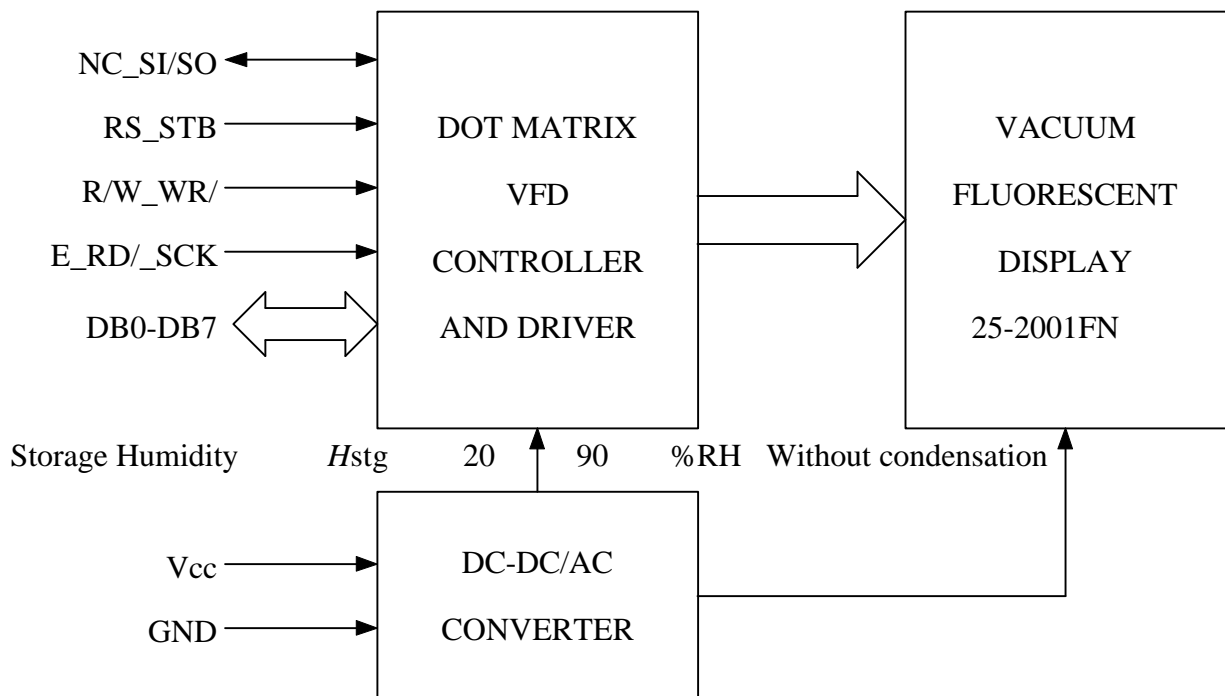 NC_SI/SO
RS_STB
R/W_WR/
E_RD/_SCK
DB0-DB7
DOT MATRIX
VFD
CONTROLLER
AND DRIVER
VACUUM
FLUORESCENT
DISPLAY
25-2001FN
Storage Humidity Hstg 20 90 %RH Without condensation
Vcc
GND
DC-DC/AC
CONVERTER